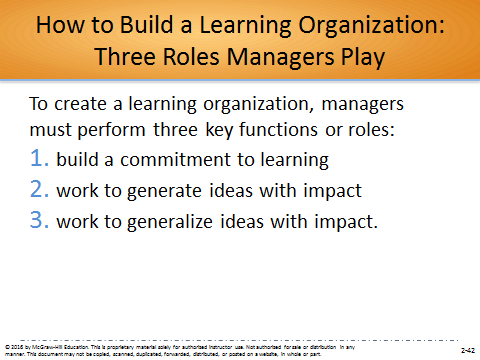 How to Build a Learning Organization:
Three Roles Managers Play
To create a learning organization, managers
must perform three key functions or roles:
1. build a commitment to learning
2. work to generate ideas with impact
3. work to generalize ideas with impact.
© 2016 by McGraw-Hill Education. This is proprietary material solely for authorized instructor use. Not authorized for sale or distribution in any
manner. This document may not be copied, scanned, duplicated, forwarded, distributed, or posted on a website, in whole or part.
2-42